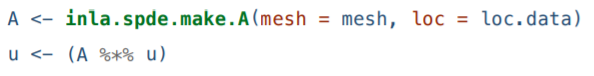 A <- inla.spde.make.A(mesh = mesh, loc = loc.data)
u <- (A %*% u)